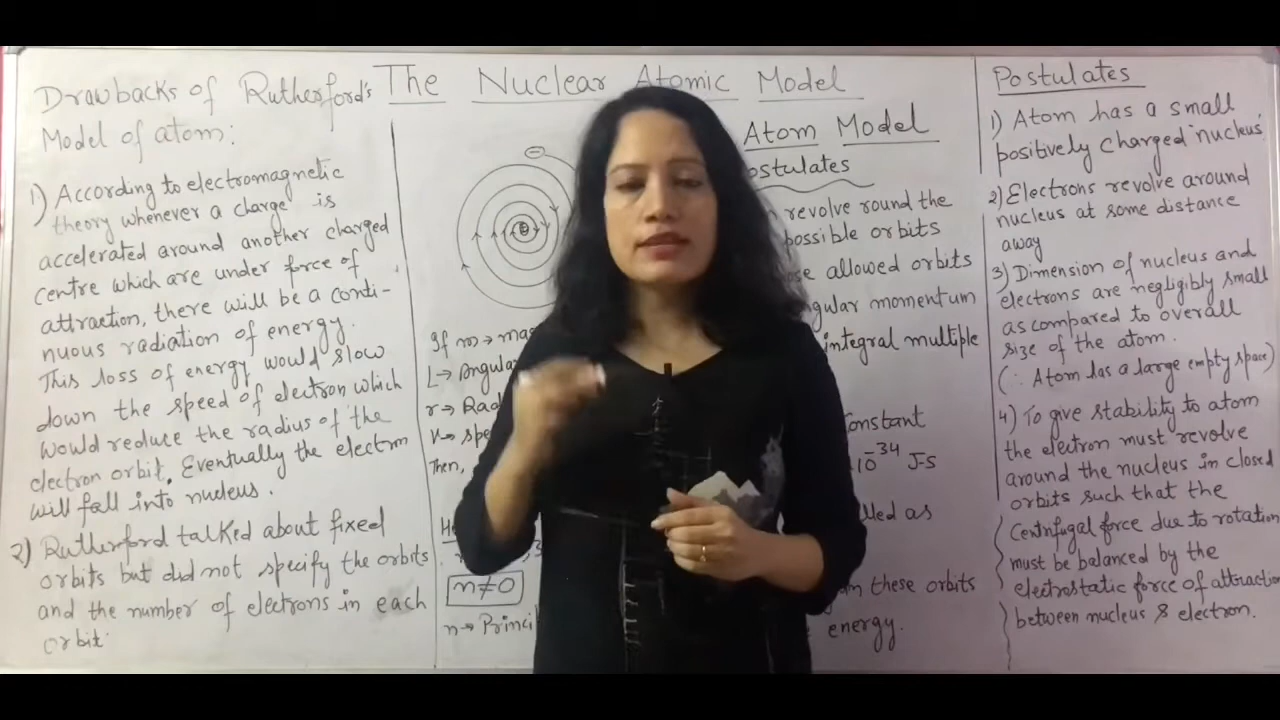 The Nuclear Atomic Model
Drawbacks of Rutherford's
Model of atom:
1) According to electromagnetic
theory whenever a charge is
accelerated around another charged
centre which are under force of
attraction, there will be a conti-
nuous radiation of energy.
This loss of energy would slow
down the speed of electron which
would reduce the radius of the
electron orbit. Eventually the electron
will fall into nucleus.
2) Rutherford talked about fixed
orbits but did not specify the orbits
and the number of electrons in each
orbit.
Atom Model
revolve round the
possible orbits
allowed orbits
momentum
integral multiple
If m →
L →
r →
v →
Then,
Constant
10⁻³⁴ J-s
as
n≠0
n →
these orbits
energy.
Postulates
1) Atom has a small
positively charged "nucleus"
2) Electrons revolve around
nucleus at some distance
away
3) Dimension of nucleus and
electrons are negligibly small
as compared to overall
size of the atom.
(∵ Atom has a large empty space)
4) To give stability to atom
the electron must revolve
around the nucleus in closed
orbits such that the
Centrifugal force due to rotation
must be balanced by the
electrostatic force of attraction
between nucleus & electron.